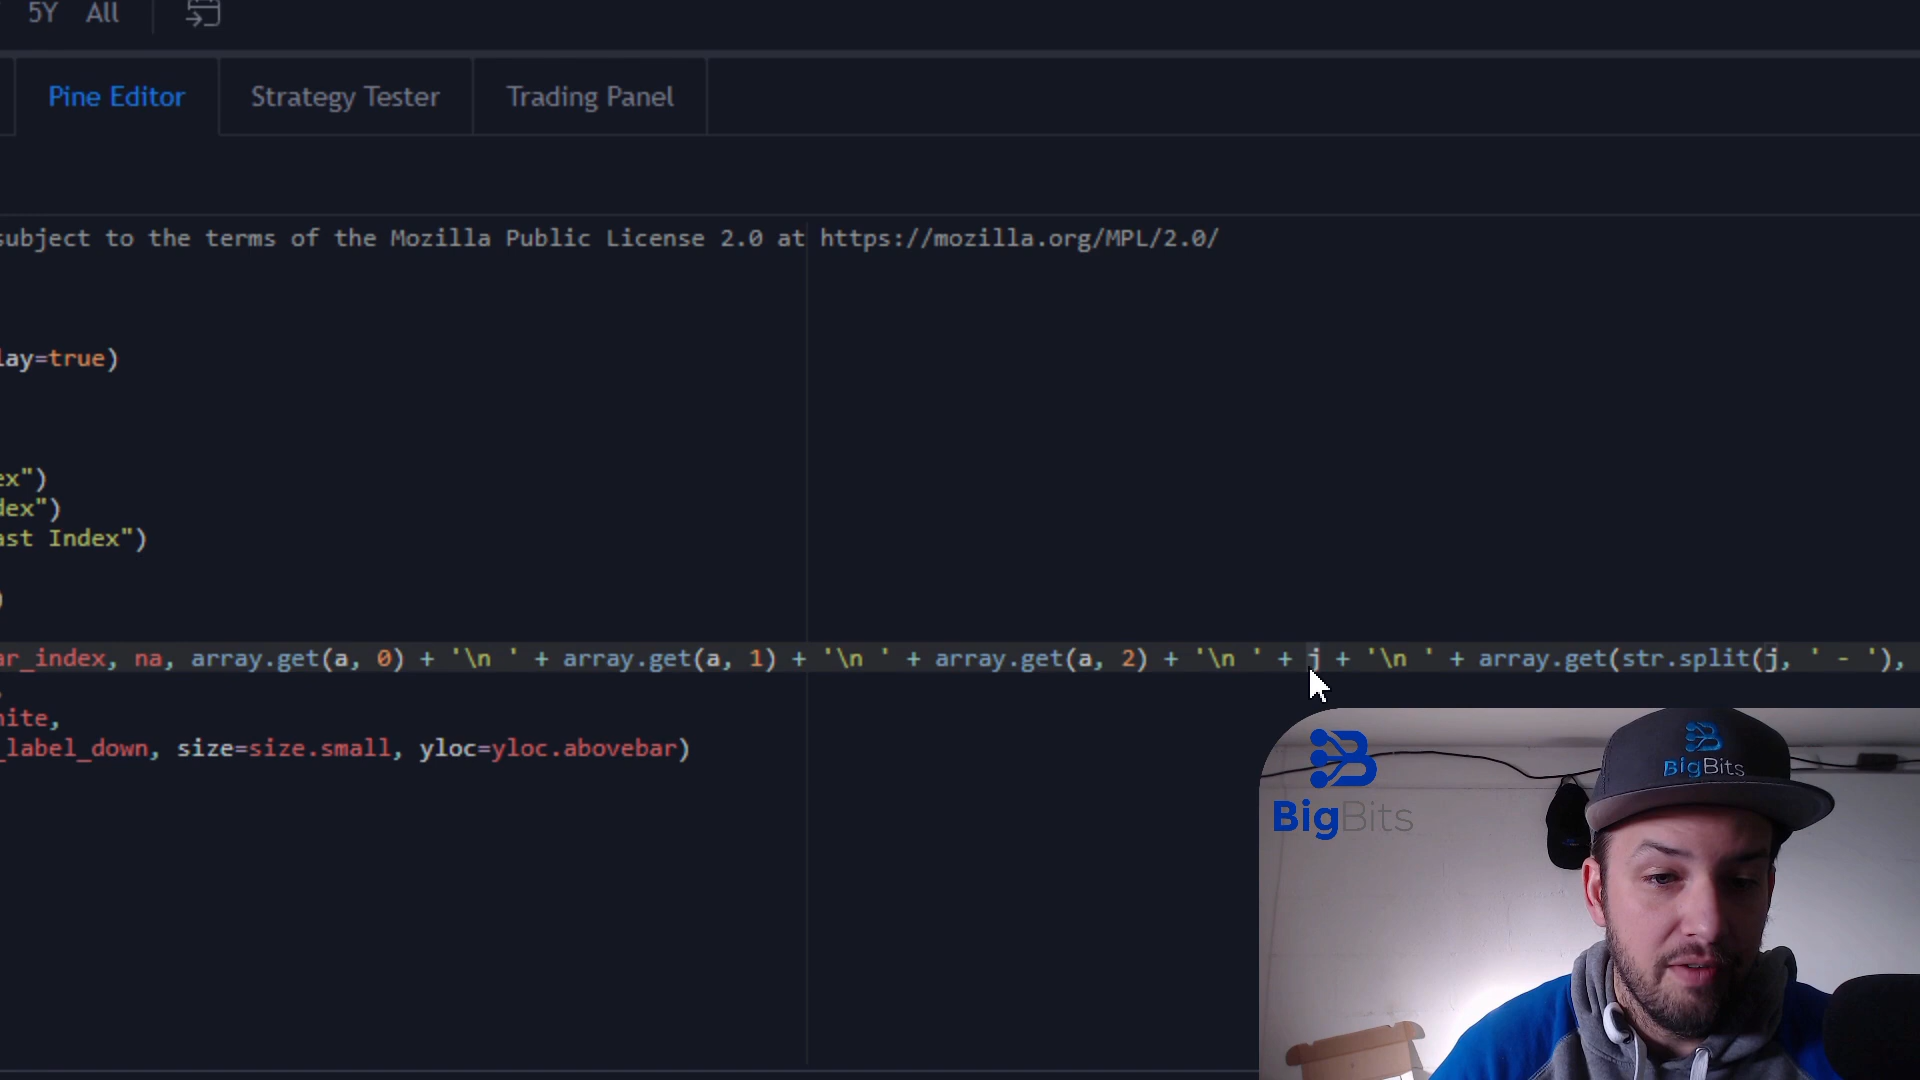 5Y All
Pine Editor Strategy Tester Trading Panel
subject to the terms of the Mozilla Public License 2.0 at https://mozilla.org/MPL/2.0/
lay=true)
ex")
dex")
ast Index")
)
ar_index, na, array.get(a, 0) + '\n ' + array.get(a, 1) + '\n ' + array.get(a, 2) + '\n ' + j + '\n ' + array.get(str.split(j, ' - '),
hite,
_label_down, size=size.small, yloc=yloc.abovebar)
BigBits
BigBits